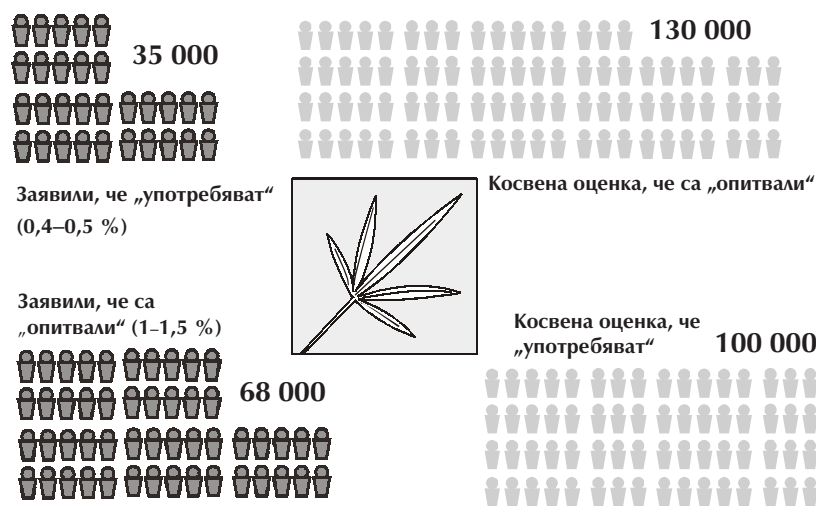 35 000
130 000
Заявили, че „употребяват“
(0,4–0,5 %)
Косвена оценка, че са „опитвали“
Заявили, че са
„опитвали“ (1–1,5 %)
68 000
Косвена оценка, че
„употребяват“
100 000